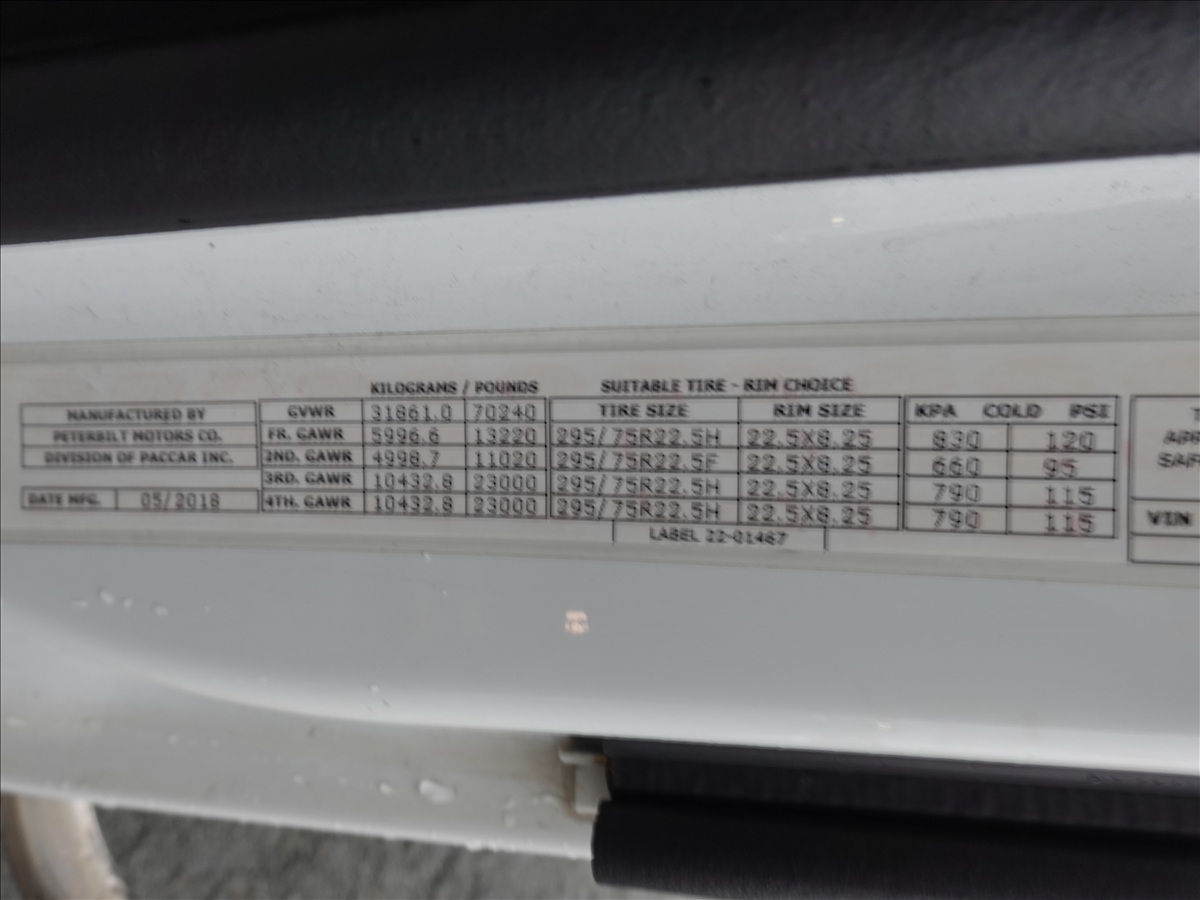 KILOGRAMS / POUNDS SUITABLE TIRE - RIM CHOICE
MANUFACTURED BY GVWR 31861.0 70240 TIRE SIZE RIM SIZE KPA COLD PSI
PETERBILT MOTORS CO. FR. GAWR 5996.6 13220 295/75R22.5H 22.5X8.25 830 120
DIVISION OF PACCAR INC. 2ND. GAWR 4998.7 11020 295/75R22.5F 22.5X8.25 660 95
3RD. GAWR 10432.8 23000 295/75R22.5H 22.5X8.25 790 115
DATE MFG. 05/2018 4TH. GAWR 10432.8 23000 295/75R22.5H 22.5X8.25 790 115
VIN
LABEL 22-01467